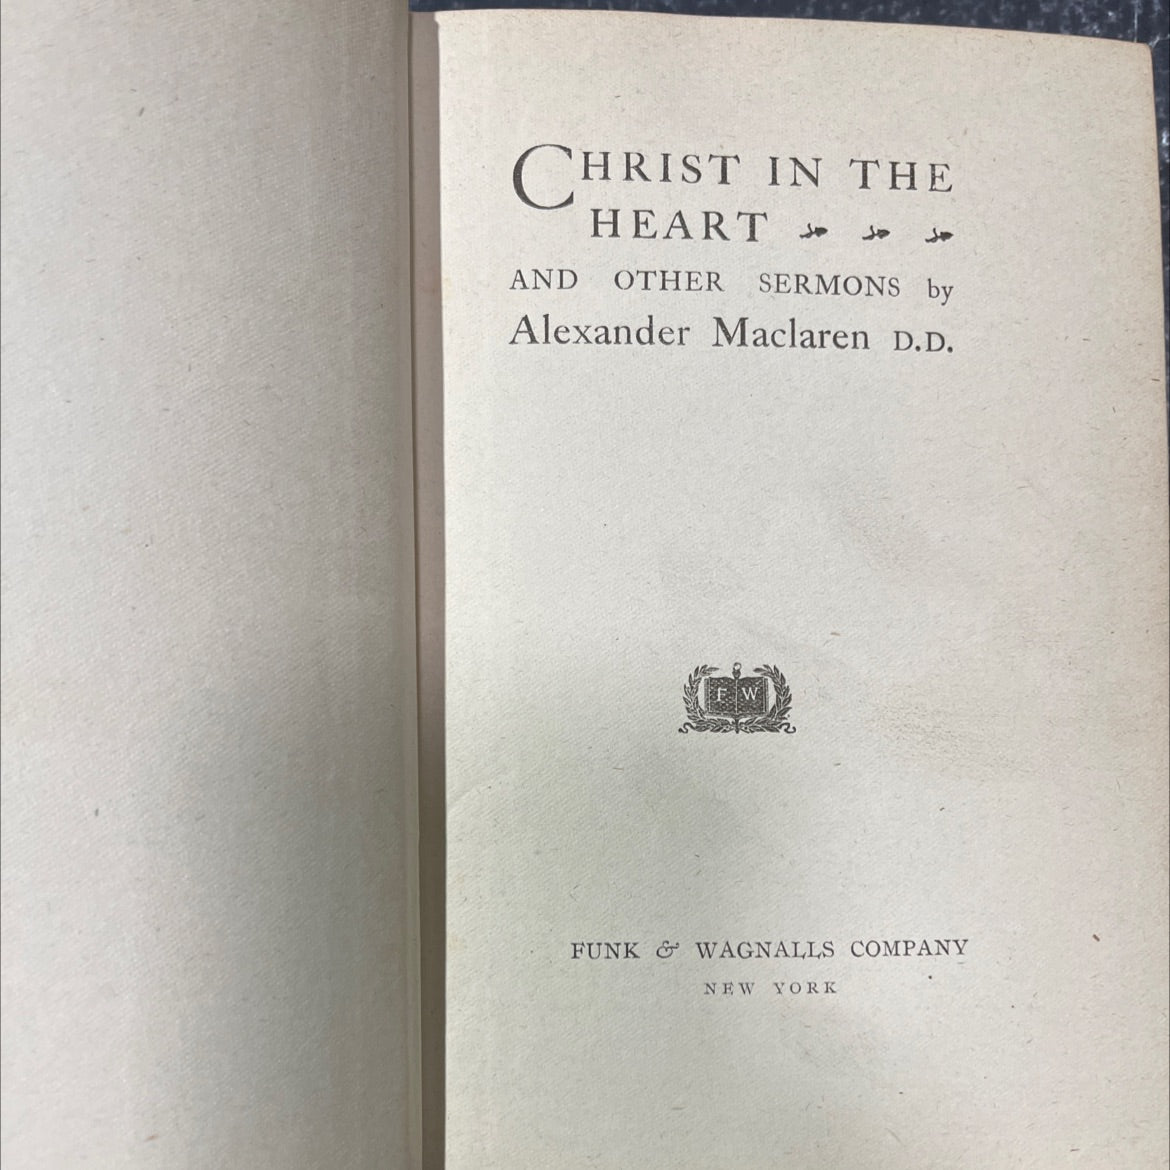 CHRIST IN THE
HEART
AND OTHER SERMONS by
Alexander Maclaren D.D.
F W
FUNK & WAGNALLS COMPANY
NEW YORK